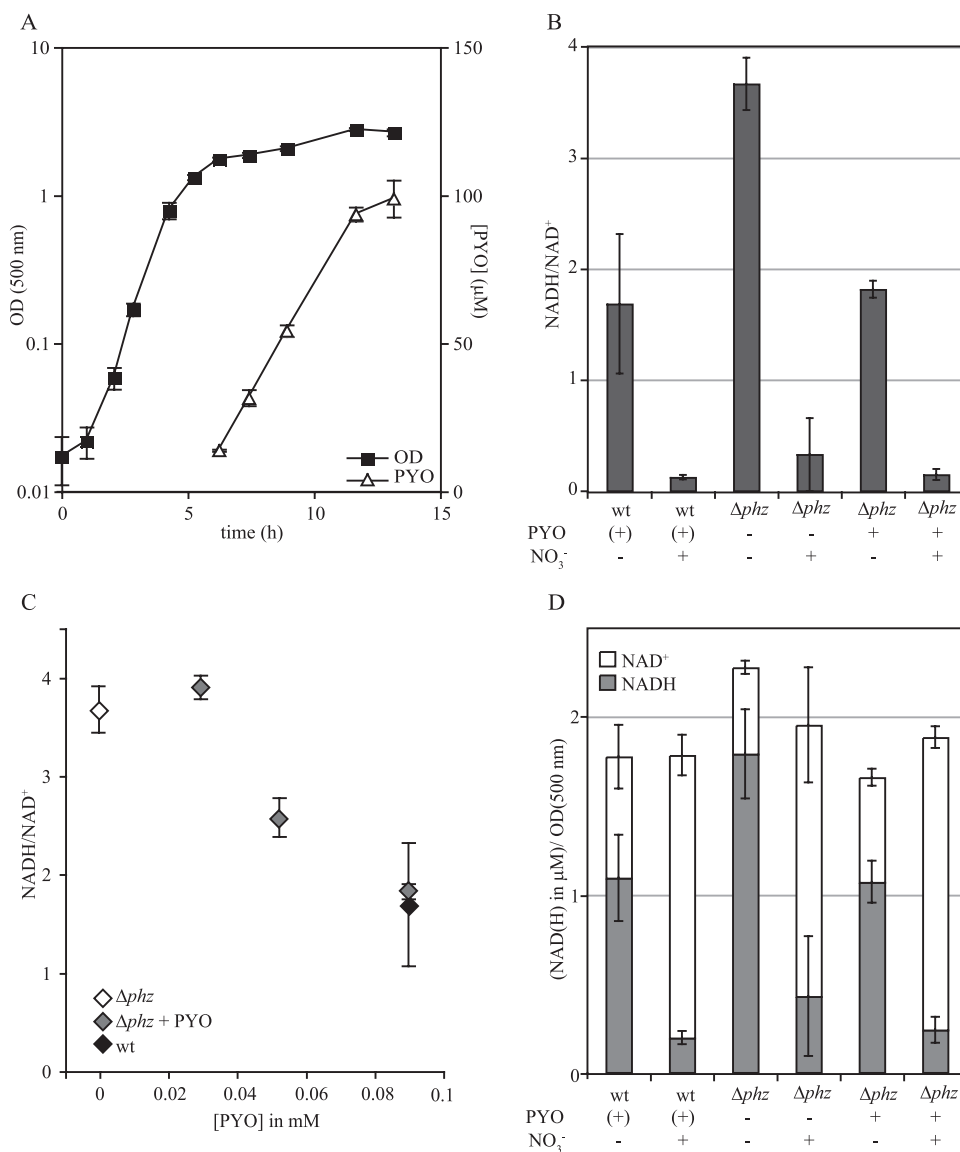 A
10
1
0.1
0.01
OD (500 nm)
150
100
50
0
[PYO] (µM)
OD
PYO
0 5 10 15
time (h)
B
4
3
2
1
0
NADH/NAD⁺
wt wt Δphz Δphz Δphz Δphz
PYO (+) (+) - - + +
NO₃⁻ - + - + - +
C
4
3
2
1
0
NADH/NAD⁺
Δphz
Δphz + PYO
wt
0 0.02 0.04 0.06 0.08 0.1
[PYO] in mM
D
NAD⁺
NADH
2
1
0
(NAD(H) in µM)/ OD(500 nm)
wt wt Δphz Δphz Δphz Δphz
PYO (+) (+) - - + +
NO₃⁻ - + - + - +